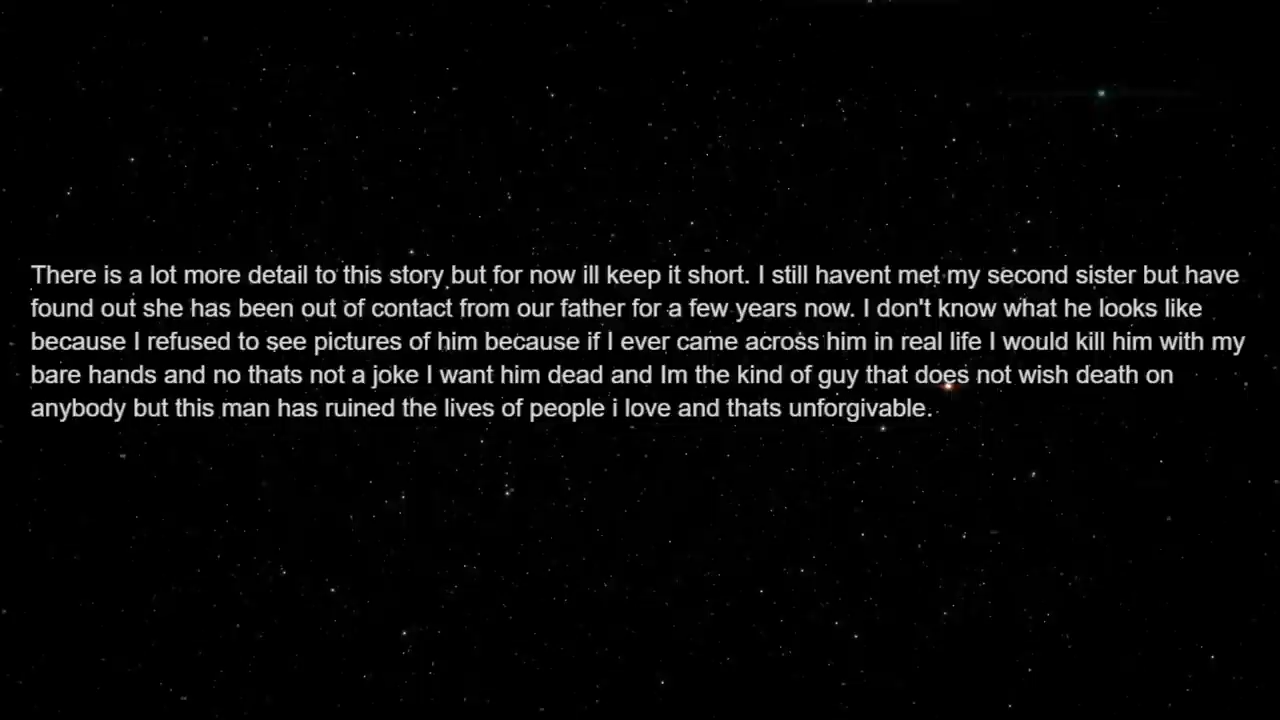 There is a lot more detail to this story but for now ill keep it short. I still havent met my second sister but have
found out she has been out of contact from our father for a few years now. I don't know what he looks like
because I refused to see pictures of him because if I ever came across him in real life I would kill him with my
bare hands and no thats not a joke I want him dead and Im the kind of guy that does not wish death on
anybody but this man has ruined the lives of people i love and thats unforgivable.